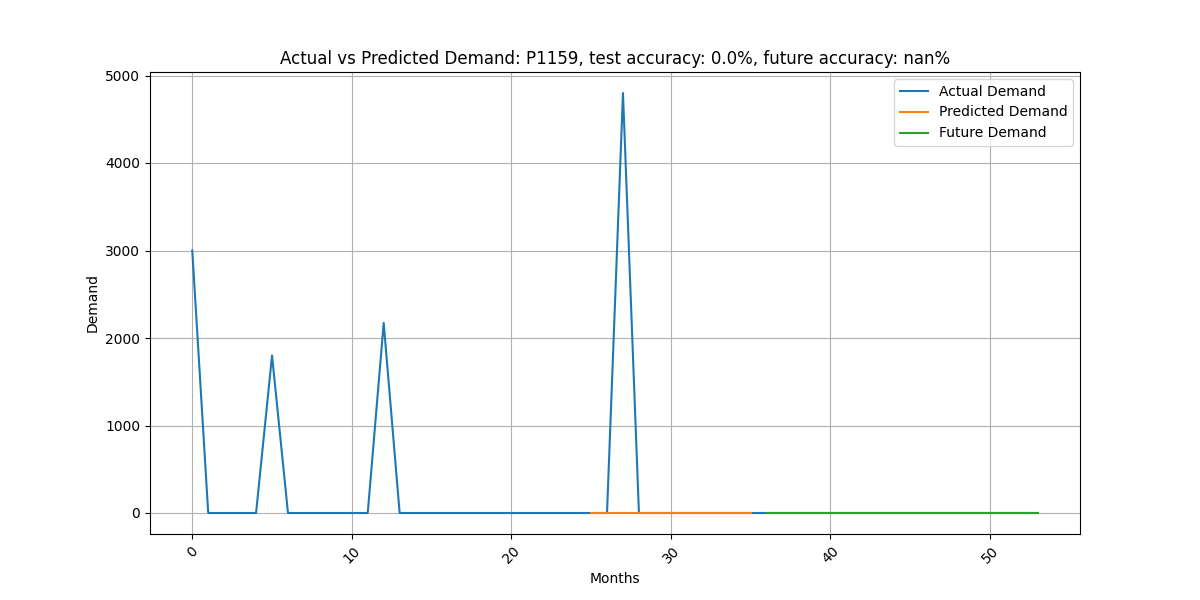 Actual vs Predicted Demand: P1159, test accuracy: 0.0%, future accuracy: nan%
Actual Demand
Predicted Demand
Future Demand
Demand
5000
4000
3000
2000
1000
0
0
10
20
30
40
50
Months